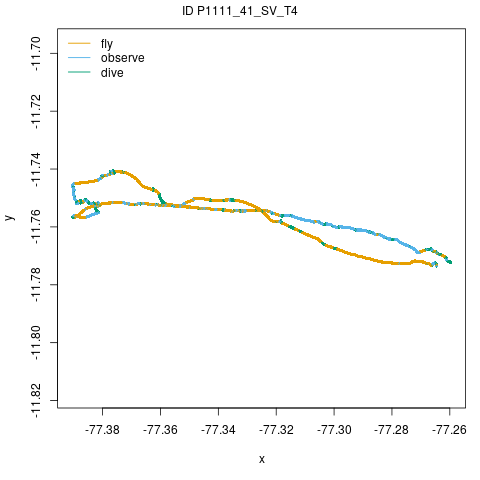 ID P1111_41_SV_T4
fly
observe
dive
-11.70
-11.72
-11.74
-11.76
-11.78
-11.80
-11.82
y
-77.38 -77.36 -77.34 -77.32 -77.30 -77.28 -77.26
x